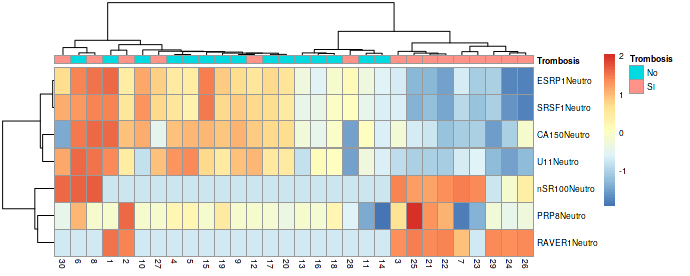 Trombosis
ESRP1Neutro
SRSF1Neutro
CA150Neutro
U11Neutro
nSR100Neutro
PRP8Neutro
RAVER1Neutro
30 6 8 1 2 10 27 4 5 15 19 9 12 17 20 13 16 18 28 11 14 3 25 21 22 7 23 29 24 26
2
1
0
-1
Trombosis
No
SI